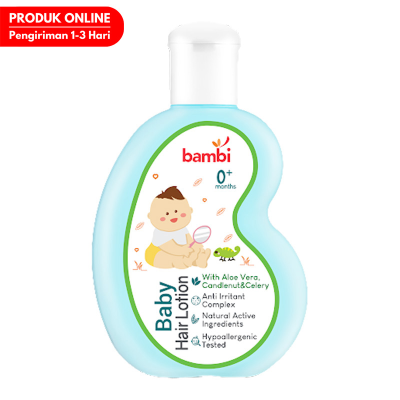 PRODUK ONLINE
Pengiriman 1-3 Hari
bambi
0+
months
Baby
Hair Lotion
With Aloe Vera,
Candlenut&Celery
Anti Irritant
Complex
Natural Active
Ingredients
Hypoallergenic
Tested